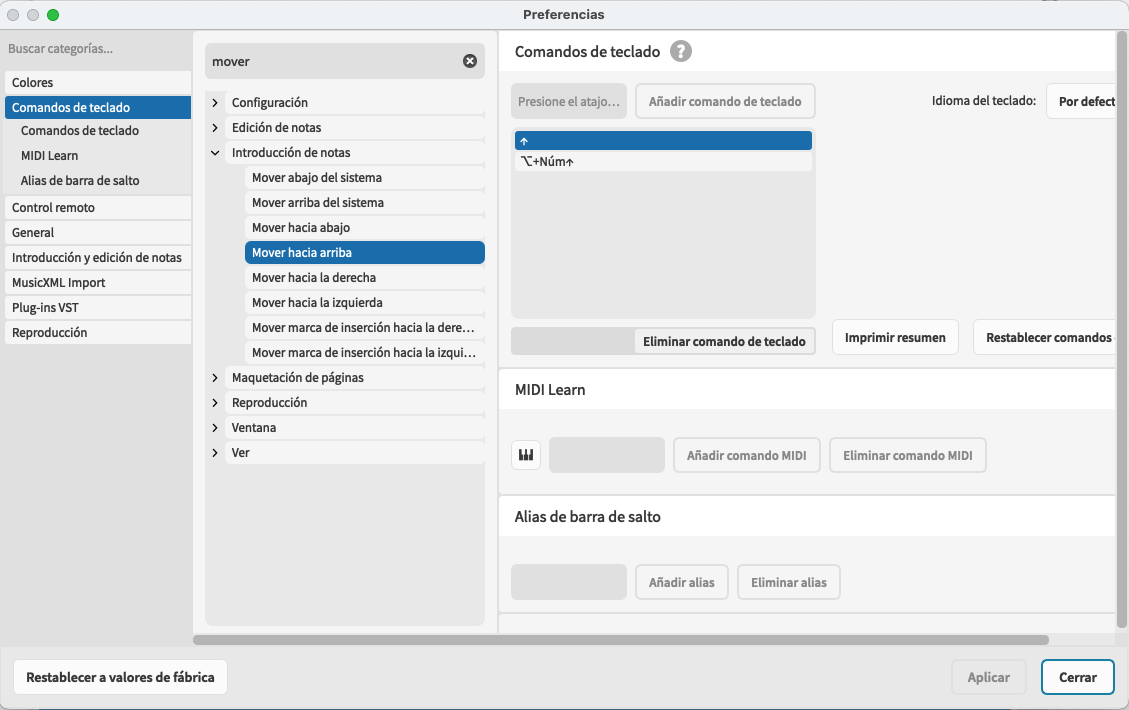 Preferencias
Buscar categorías...
Colores
Comandos de teclado
Comandos de teclado
MIDI Learn
Alias de barra de salto
Control remoto
General
Introducción y edición de notas
MusicXML Import
Plug-ins VST
Reproducción
mover
Configuración
Edición de notas
Introducción de notas
Mover abajo del sistema
Mover arriba del sistema
Mover hacia abajo
Mover hacia arriba
Mover hacia la derecha
Mover hacia la izquierda
Mover marca de inserción hacia la dere...
Mover marca de inserción hacia la izqui...
Maquetación de páginas
Reproducción
Ventana
Ver
Comandos de teclado ?
Presione el atajo... Añadir comando de teclado Idioma del teclado: Por defect
↑
⌥+Núm↑
Eliminar comando de teclado Imprimir resumen Restablecer comandos
MIDI Learn
Añadir comando MIDI Eliminar comando MIDI
Alias de barra de salto
Añadir alias Eliminar alias
Restablecer a valores de fábrica Aplicar Cerrar